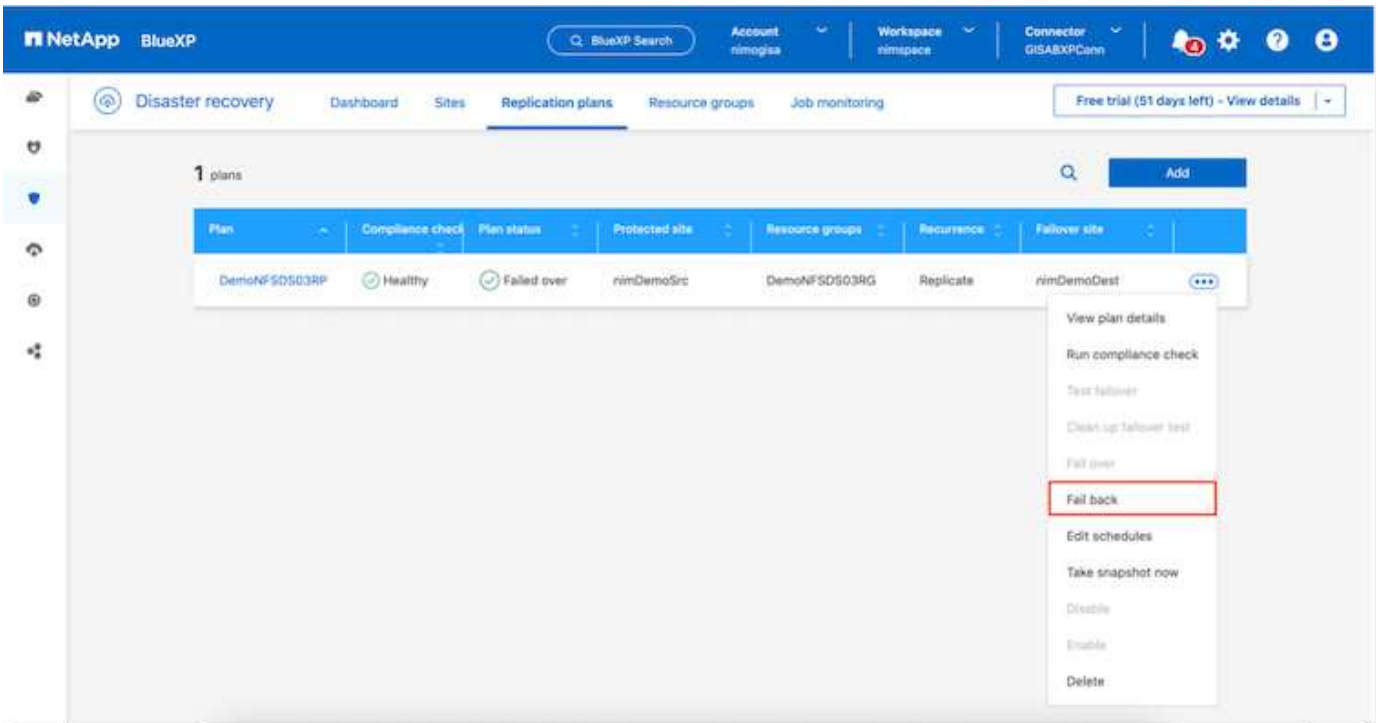 NetApp BlueXP
BlueXP Search
Account
nimogisa
Workspace
nimspace
Connector
GISABXPConn
4
Disaster recovery
Dashboard
Sites
Replication plans
Resource groups
Job monitoring
Free trial (51 days left) - View details
1 plans
Add
Plan
Compliance check
Plan status
Protected site
Resource groups
Recurrence
Failover site
DemoNFSDS03RP
Healthy
Failed over
nimDemoSrc
DemoNFSDS03RG
Replicate
nimDemoDest
View plan details
Run compliance check
Test failover
Clean up failover test
Fail over
Fail back
Edit schedules
Take snapshot now
Disable
Enable
Delete